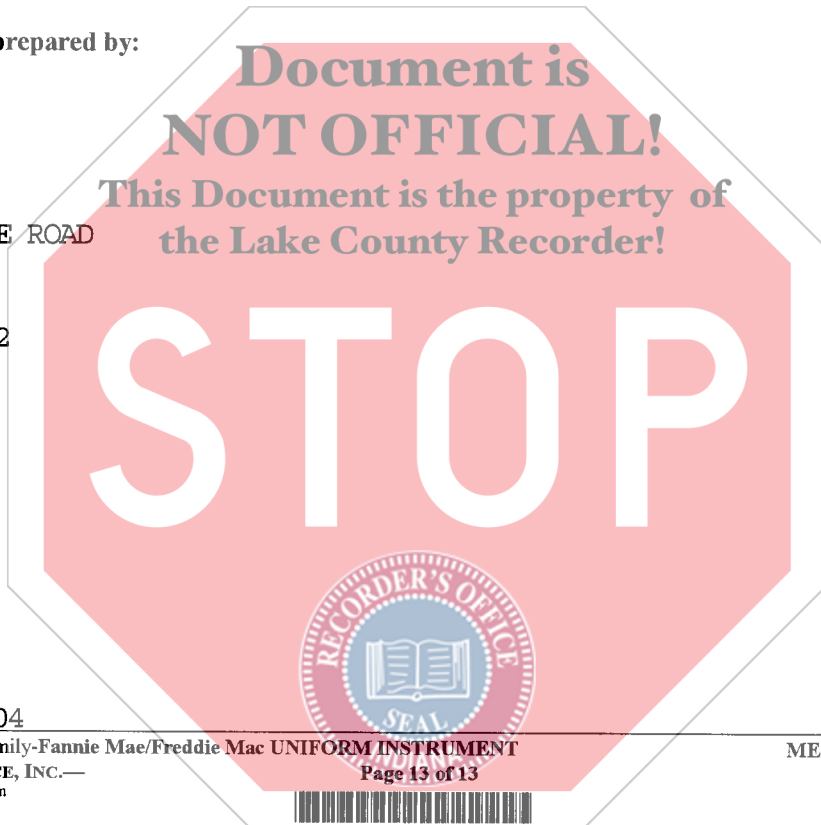 prepared by:
Document is
NOT OFFICIAL!
This Document is the property of
the Lake County Recorder!
E ROAD
2
STOP
RECORDER'S OFFICE
SEAL
INDIANA
04
nily-Fannie Mae/Freddie Mac UNIFORM INSTRUMENT
ME
CE, INC.—
Page 13 of 13
m